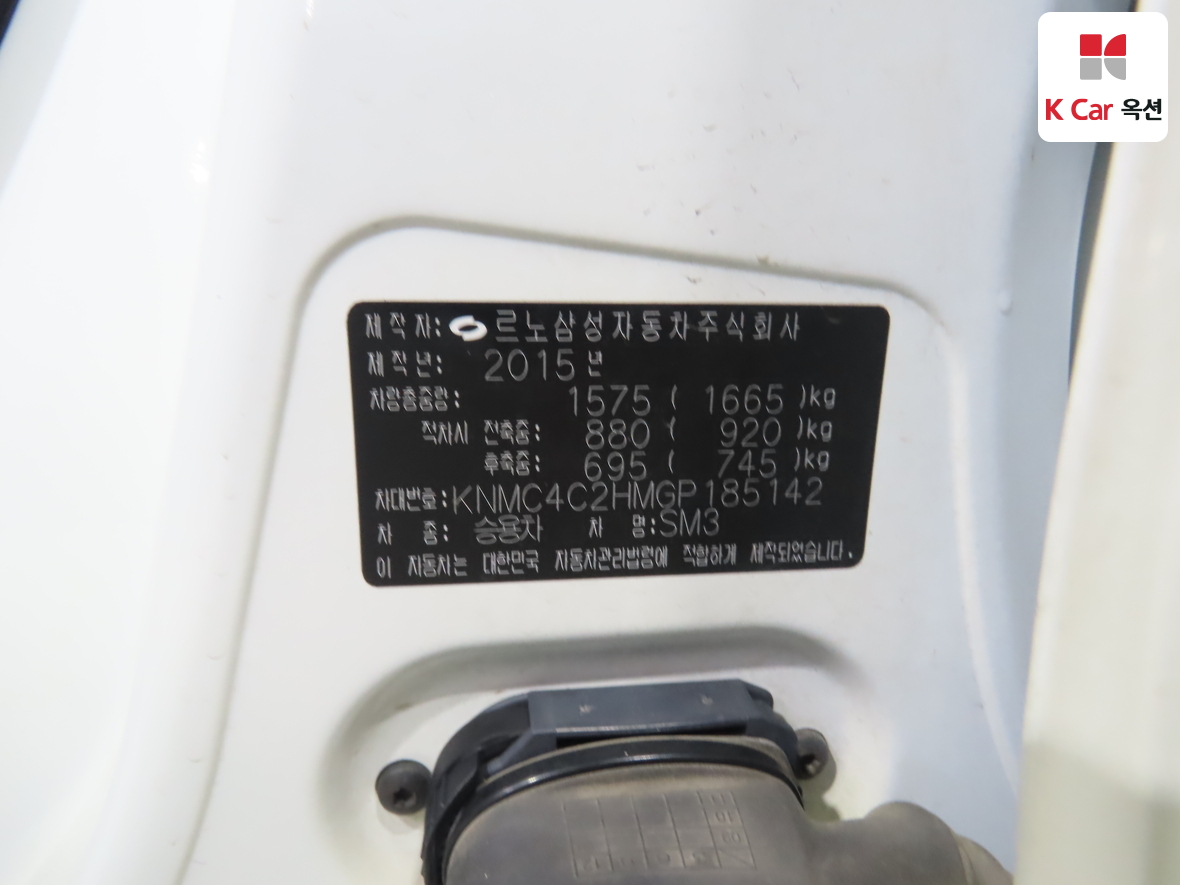 K Car 옥션
제 작 자: 르노삼성자동차주식회사
제 작 년: 2015년
차량총중량: 1575 ( 1665 )kg
적차시 전축중: 880 ( 920 )kg
후축중: 695 ( 745 )kg
차대번호: KNMC4C2HMGP185142
차 종: 승용차 차 명: SM3
이 자동차는 대한민국 자동차관리법령에 적합하게 제작되었습니다.